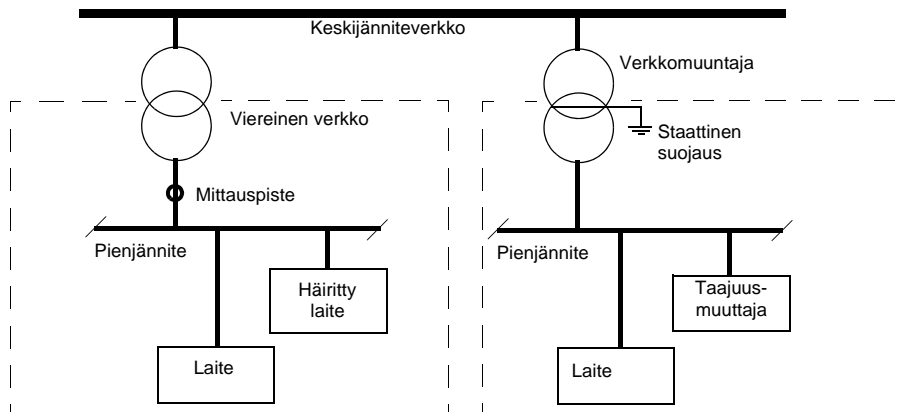 Keskijänniteverkko
Verkkomuuntaja
Viereinen verkko
Staattinen
suojaus
Mittauspiste
Pienjännite
Pienjännite
Häiritty
laite
Taajuus-
muuttaja
Laite
Laite